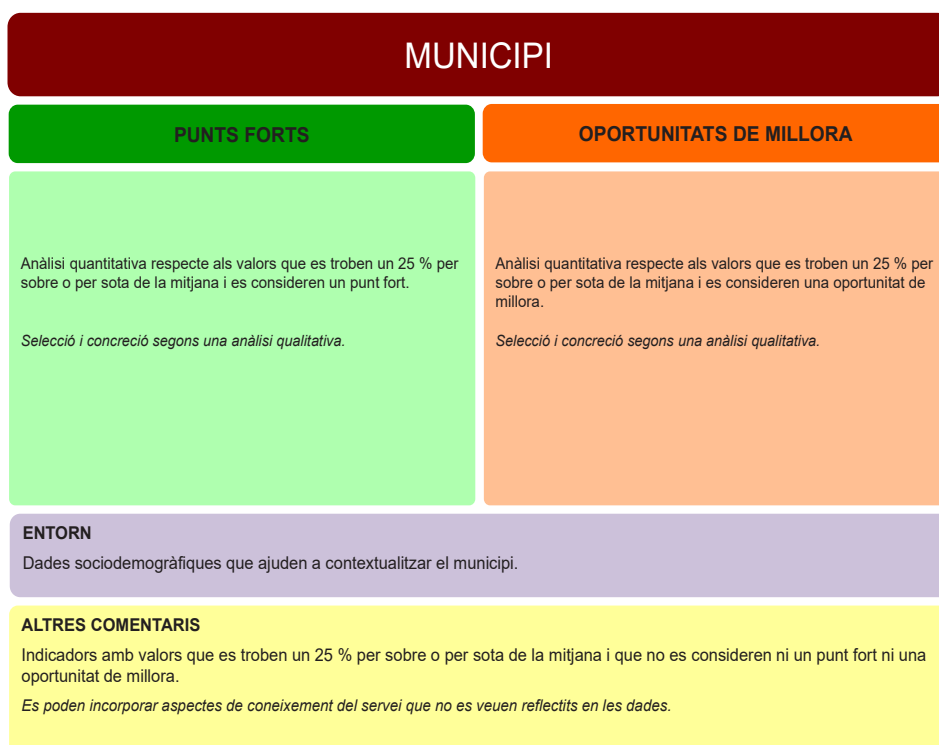 MUNICIPI
PUNTS FORTS
OPORTUNITATS DE MILLORA
Anàlisi quantitativa respecte als valors que es troben un 25 % per
sobre o per sota de la mitjana i es consideren un punt fort.
Selecció i concreció segons una anàlisi qualitativa.
Anàlisi quantitativa respecte als valors que es troben un 25 % per
sobre o per sota de la mitjana i es consideren una oportunitat de
millora.
Selecció i concreció segons una anàlisi qualitativa.
ENTORN
Dades sociodemogràfiques que ajuden a contextualitzar el municipi.
ALTRES COMENTARIS
Indicadors amb valors que es troben un 25 % per sobre o per sota de la mitjana i que no es consideren ni un punt fort ni una
oportunitat de millora.
Es poden incorporar aspectes de coneixement del servei que no es veuen reflectits en les dades.